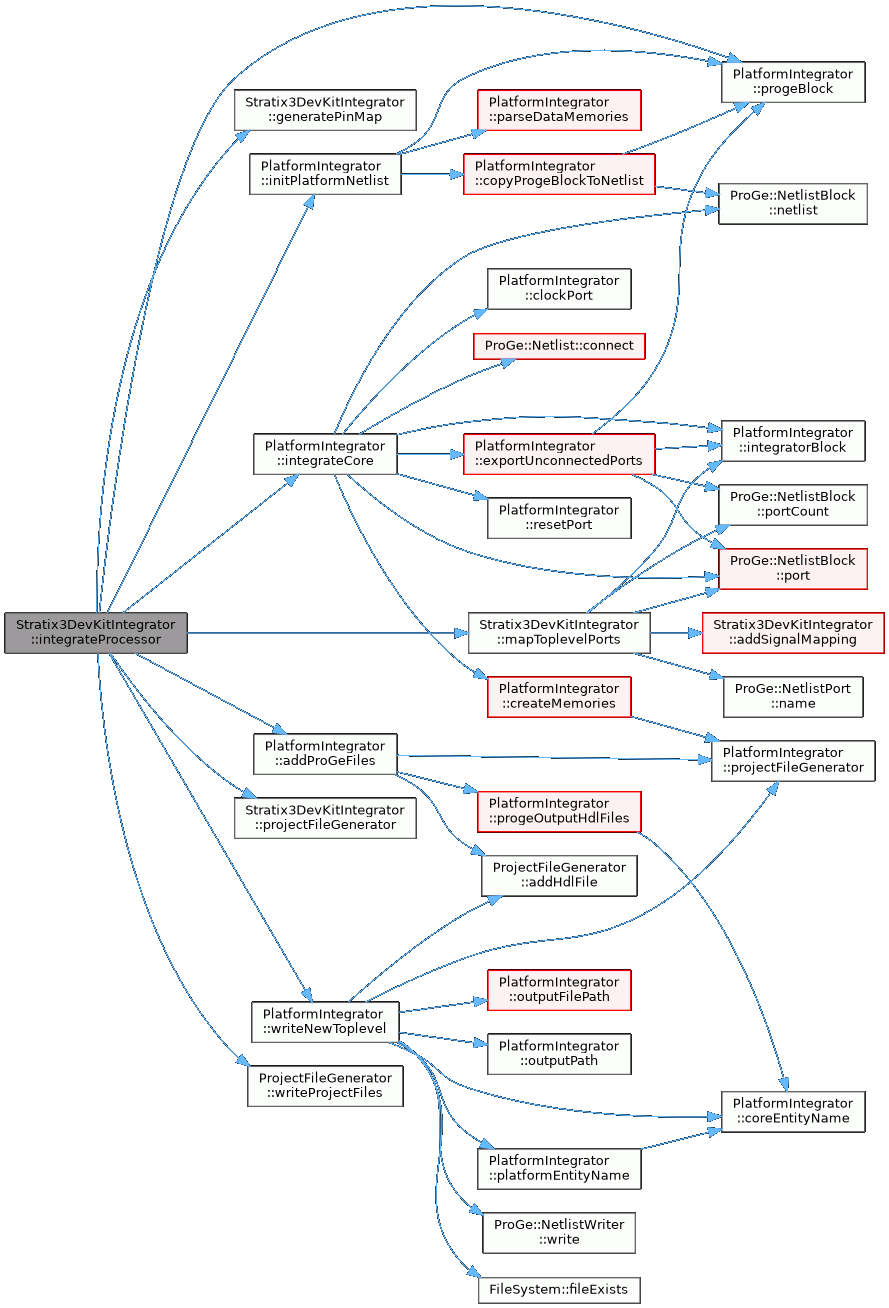 PlatformIntegrator
::progeBlock
Stratix3DevKitIntegrator
::generatePinMap
PlatformIntegrator
::parseDataMemories
PlatformIntegrator
::initPlatformNetlist
PlatformIntegrator
::copyProgeBlockToNetlist
ProGe::NetlistBlock
::netlist
PlatformIntegrator
::clockPort
ProGe::Netlist::connect
PlatformIntegrator
::integrateCore
PlatformIntegrator
::exportUnconnectedPorts
PlatformIntegrator
::integratorBlock
ProGe::NetlistBlock
::portCount
PlatformIntegrator
::resetPort
ProGe::NetlistBlock
::port
Stratix3DevKitIntegrator
::integrateProcessor
Stratix3DevKitIntegrator
::mapToplevelPorts
Stratix3DevKitIntegrator
::addSignalMapping
PlatformIntegrator
::createMemories
ProGe::NetlistPort
::name
PlatformIntegrator
::addProGeFiles
PlatformIntegrator
::projectFileGenerator
Stratix3DevKitIntegrator
::projectFileGenerator
PlatformIntegrator
::progeOutputHdlFiles
ProjectFileGenerator
::addHdlFile
PlatformIntegrator
::outputFilePath
PlatformIntegrator
::writeNewToplevel
PlatformIntegrator
::outputPath
ProjectFileGenerator
::writeProjectFiles
PlatformIntegrator
::coreEntityName
PlatformIntegrator
::platformEntityName
ProGe::NetlistWriter
::write
FileSystem::fileExists